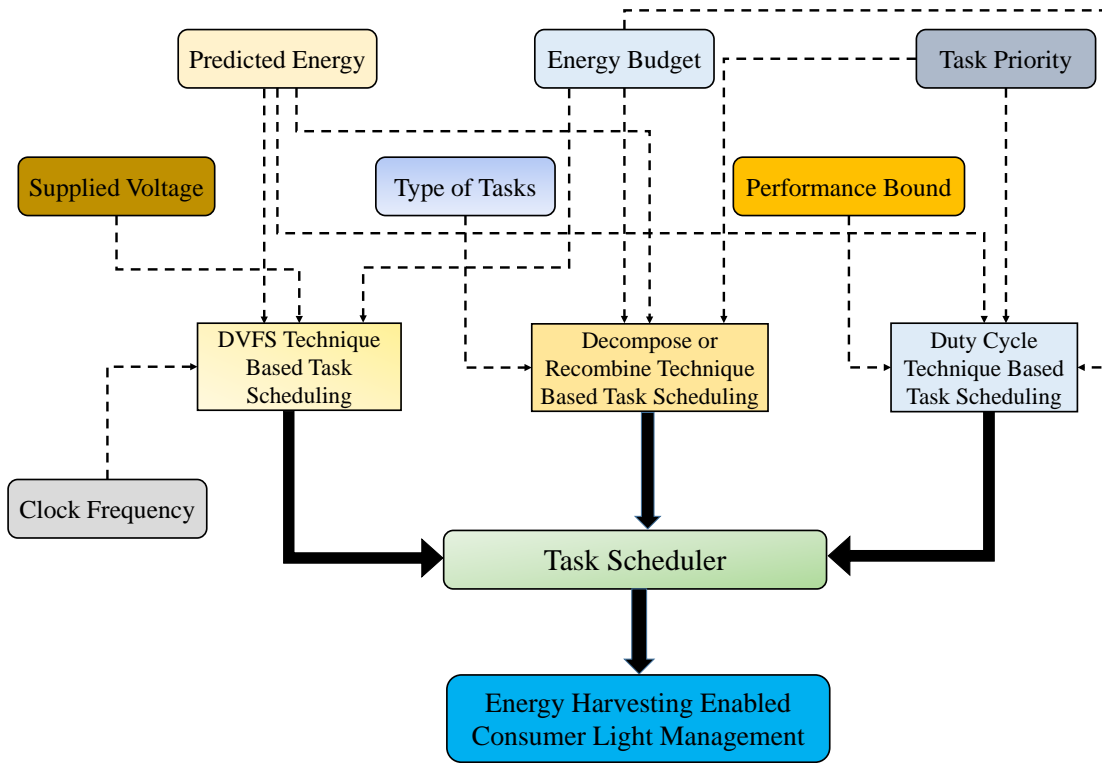 Predicted Energy
Energy Budget
Task Priority
Supplied Voltage
Type of Tasks
Performance Bound
DVFS Technique
Based Task
Scheduling
Decompose or
Recombine Technique
Based Task Scheduling
Duty Cycle
Technique Based
Task Scheduling
Clock Frequency
Task Scheduler
Energy Harvesting Enabled
Consumer Light Management